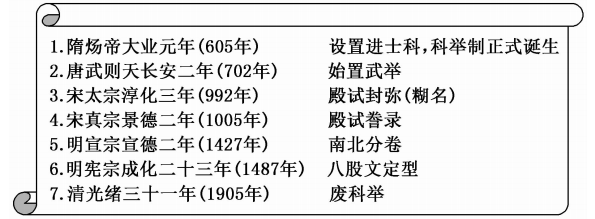 1.隋炀帝大业元年(605年) 设置进士科,科举制正式诞生
2.唐武则天长安二年(702年) 始置武举
3.宋太宗淳化三年(992年) 殿试封弥(糊名)
4.宋真宗景德二年(1005年) 殿试誊录
5.明宣宗宣德二年(1427年) 南北分卷
6.明宪宗成化二十三年(1487年) 八股文定型
7.清光绪三十一年(1905年) 废科举